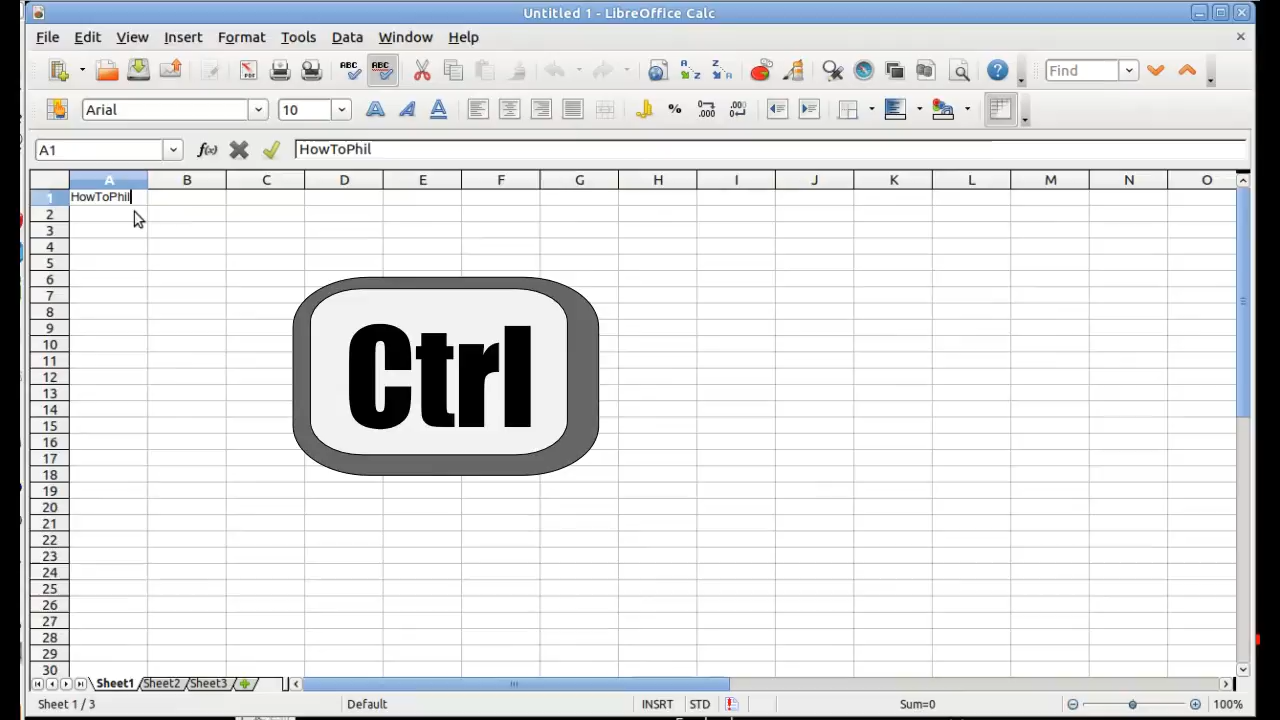 Untitled 1 - LibreOffice Calc
File Edit View Insert Format Tools Data Window Help
ABC ABC Find
Arial 10 %
A1 HowToPhil
A B C D E F G H I J K L M N O
1 HowToPhil
2
3
4
5
6
7
8
9
10
11
12
13
14
15
16
17
18
19
20
21
22
23
24
25
26
27
28
29
30
Ctrl
Sheet1 Sheet2 Sheet3
Sheet 1 / 3 Default INSRT STD Sum=0 100%